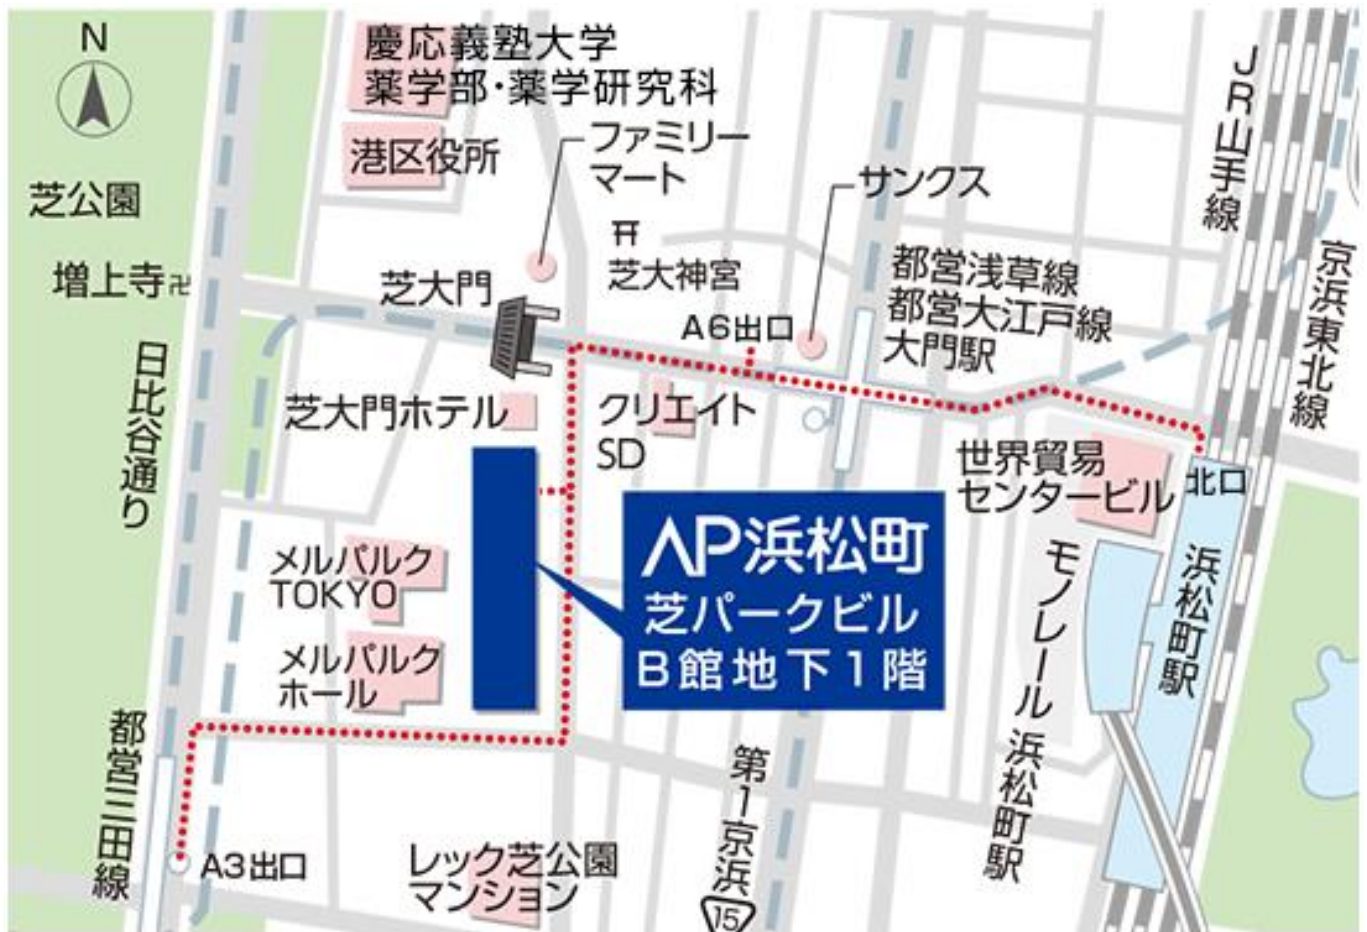 N
慶応義塾大学
薬学部・薬学研究科
港区役所
ファミリー
マート
サンクス
JR山手線
芝公園
増上寺卍
芝大門
芝大神宮
A6出口
都営浅草線
都営大江戸線
大門駅
京浜東北線
日比谷通り
芝大門ホテル
クリエイト
SD
世界貿易
センタービル
北口
AP浜松町
芝パークビル
B館地下1階
メルパルク
TOKYO
メルパルク
ホール
モノレール浜松町駅
浜松町駅
都営三田線
A3出口
レック芝公園
マンション
第1京浜
15